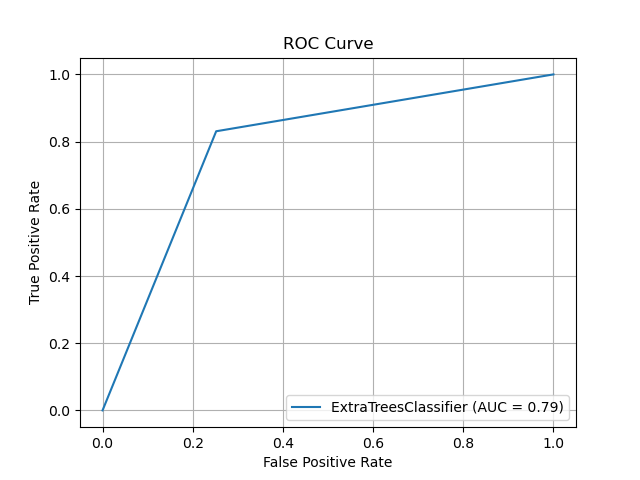 ROC Curve
1.0
0.8
0.6
0.4
0.2
0.0
True Positive Rate
ExtraTreesClassifier (AUC = 0.79)
0.0 0.2 0.4 0.6 0.8 1.0
False Positive Rate